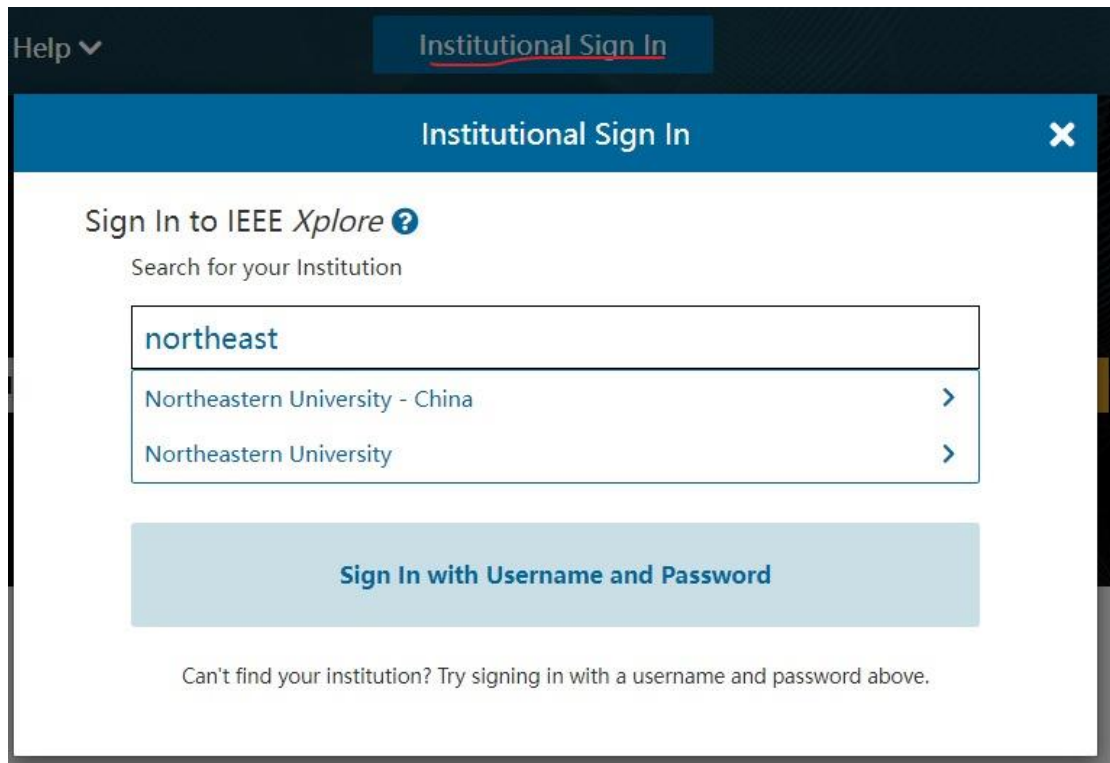 Help
Institutional Sign In
Institutional Sign In
Sign In to IEEE Xplore
Search for your Institution
northeast
Northeastern University - China
Northeastern University
Sign In with Username and Password
Can't find your institution? Try signing in with a username and password above.